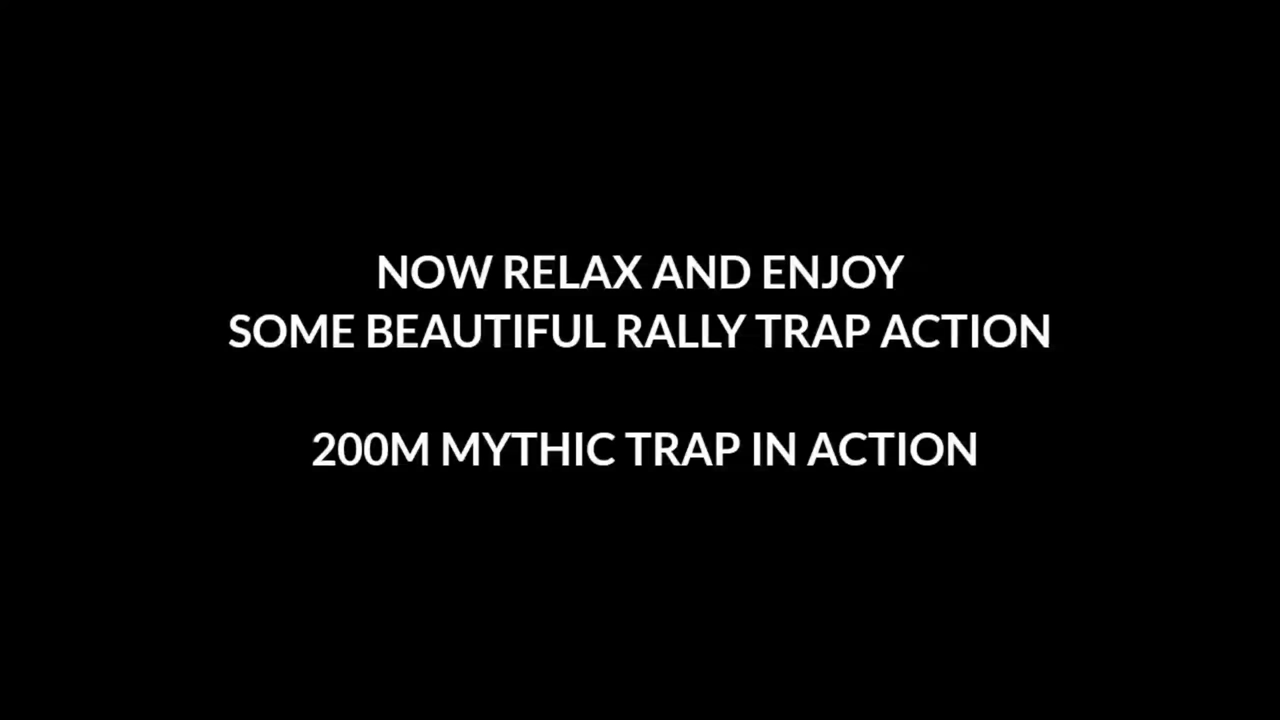 NOW RELAX AND ENJOY
SOME BEAUTIFUL RALLY TRAP ACTION
200M MYTHIC TRAP IN ACTION